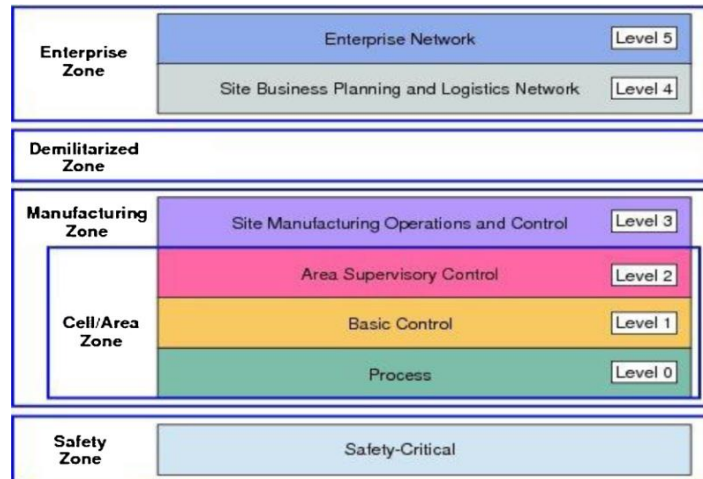 Enterprise Zone
Enterprise Network Level 5
Site Business Planning and Logistics Network Level 4
Demilitarized Zone
Manufacturing Zone
Site Manufacturing Operations and Control Level 3
Cell/Area Zone
Area Supervisory Control Level 2
Basic Control Level 1
Process Level 0
Safety Zone
Safety-Critical